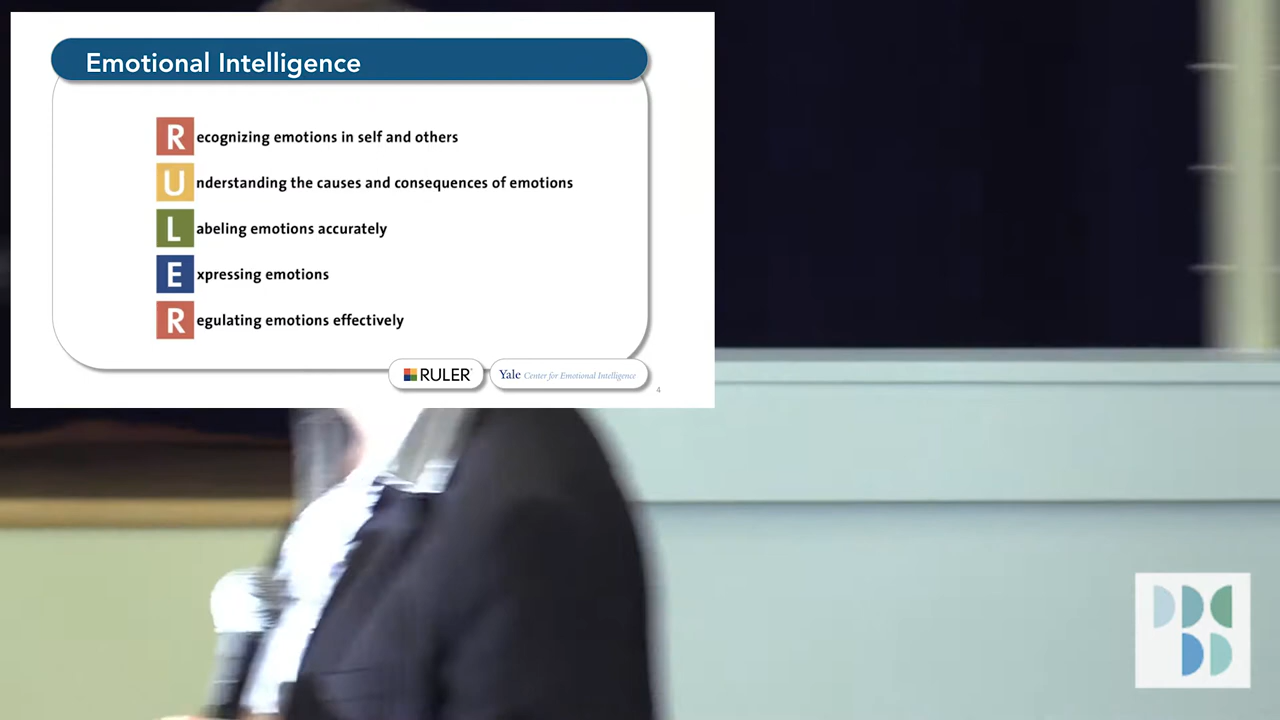 Emotional Intelligence
Recognizing emotions in self and others
Understanding the causes and consequences of emotions
Labeling emotions accurately
Expressing emotions
Regulating emotions effectively
RULER
Yale Center for Emotional Intelligence
4